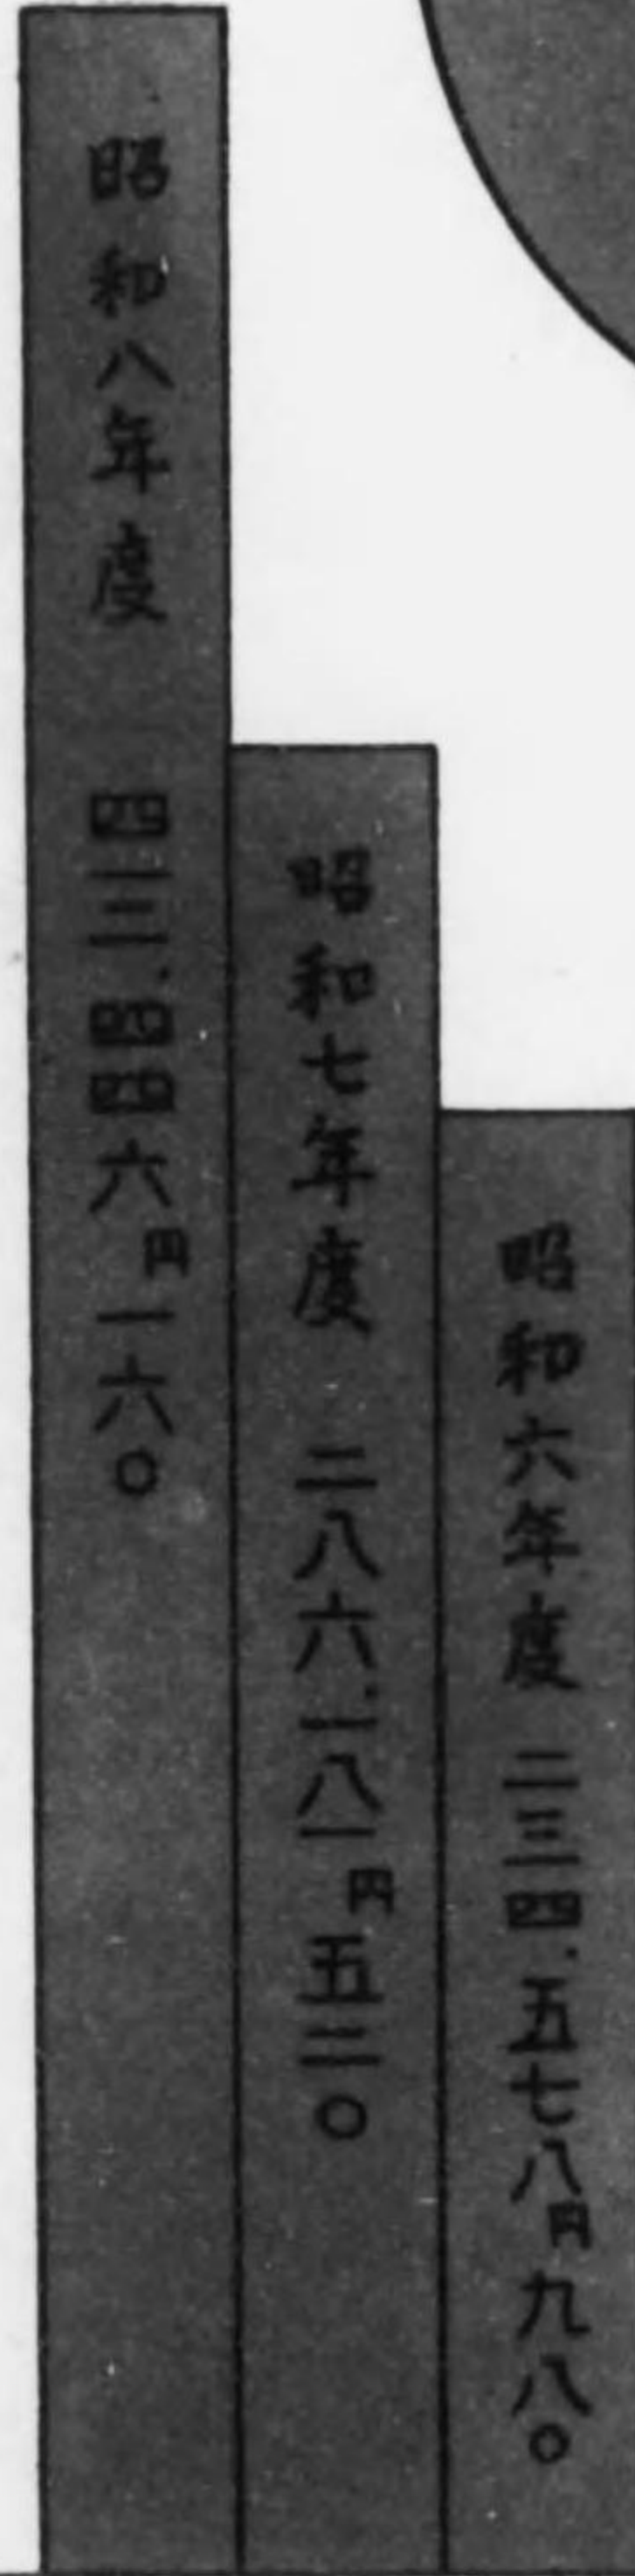 昭和六年度 二三四.五七八円九八〇
昭和七年度 二八六.一八一円五二〇
昭和八年度 四一二.四四六円一六〇